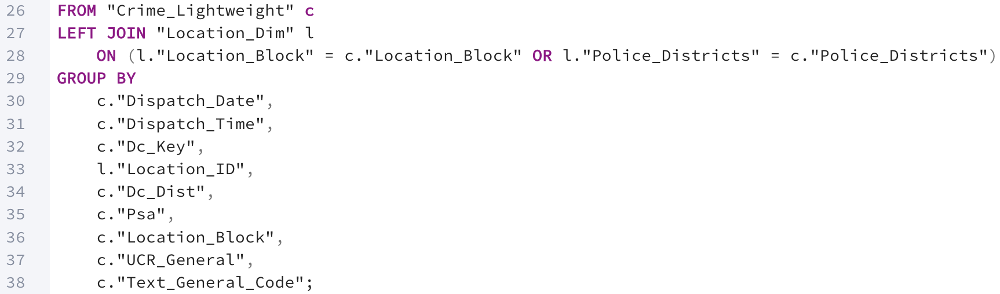 26 FROM "Crime_Lightweight" c
27 LEFT JOIN "Location_Dim" l
28 ON (l."Location_Block" = c."Location_Block" OR l."Police_Districts" = c."Police_Districts")
29 GROUP BY
30 c."Dispatch_Date",
31 c."Dispatch_Time",
32 c."Dc_Key",
33 l."Location_ID",
34 c."Dc_Dist",
35 c."Psa",
36 c."Location_Block",
37 c."UCR_General",
38 c."Text_General_Code";